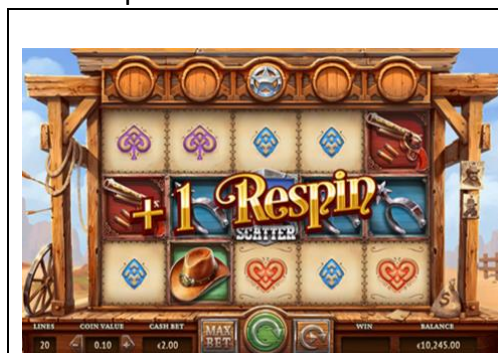 +1 Respin
SCATTER
LINES COIN VALUE CASH BET MAX BET WIN BALANCE
20 0.10 €2.00 €10,245.00
S